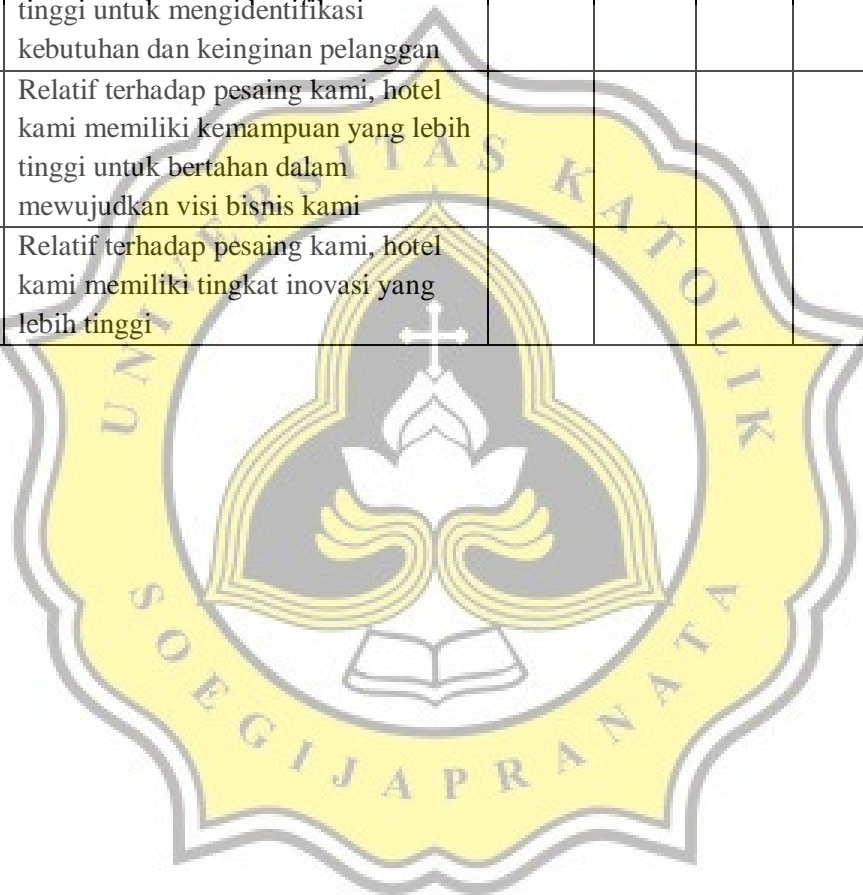 tinggi untuk mengidentifikasi
kebutuhan dan keinginan pelanggan
Relatif terhadap pesaing kami, hotel
kami memiliki kemampuan yang lebih
tinggi untuk bertahan dalam
mewujudkan visi bisnis kami
Relatif terhadap pesaing kami, hotel
kami memiliki tingkat inovasi yang
lebih tinggi
UNIVERSITAS KATOLIK
SOEGIJAPRANATA